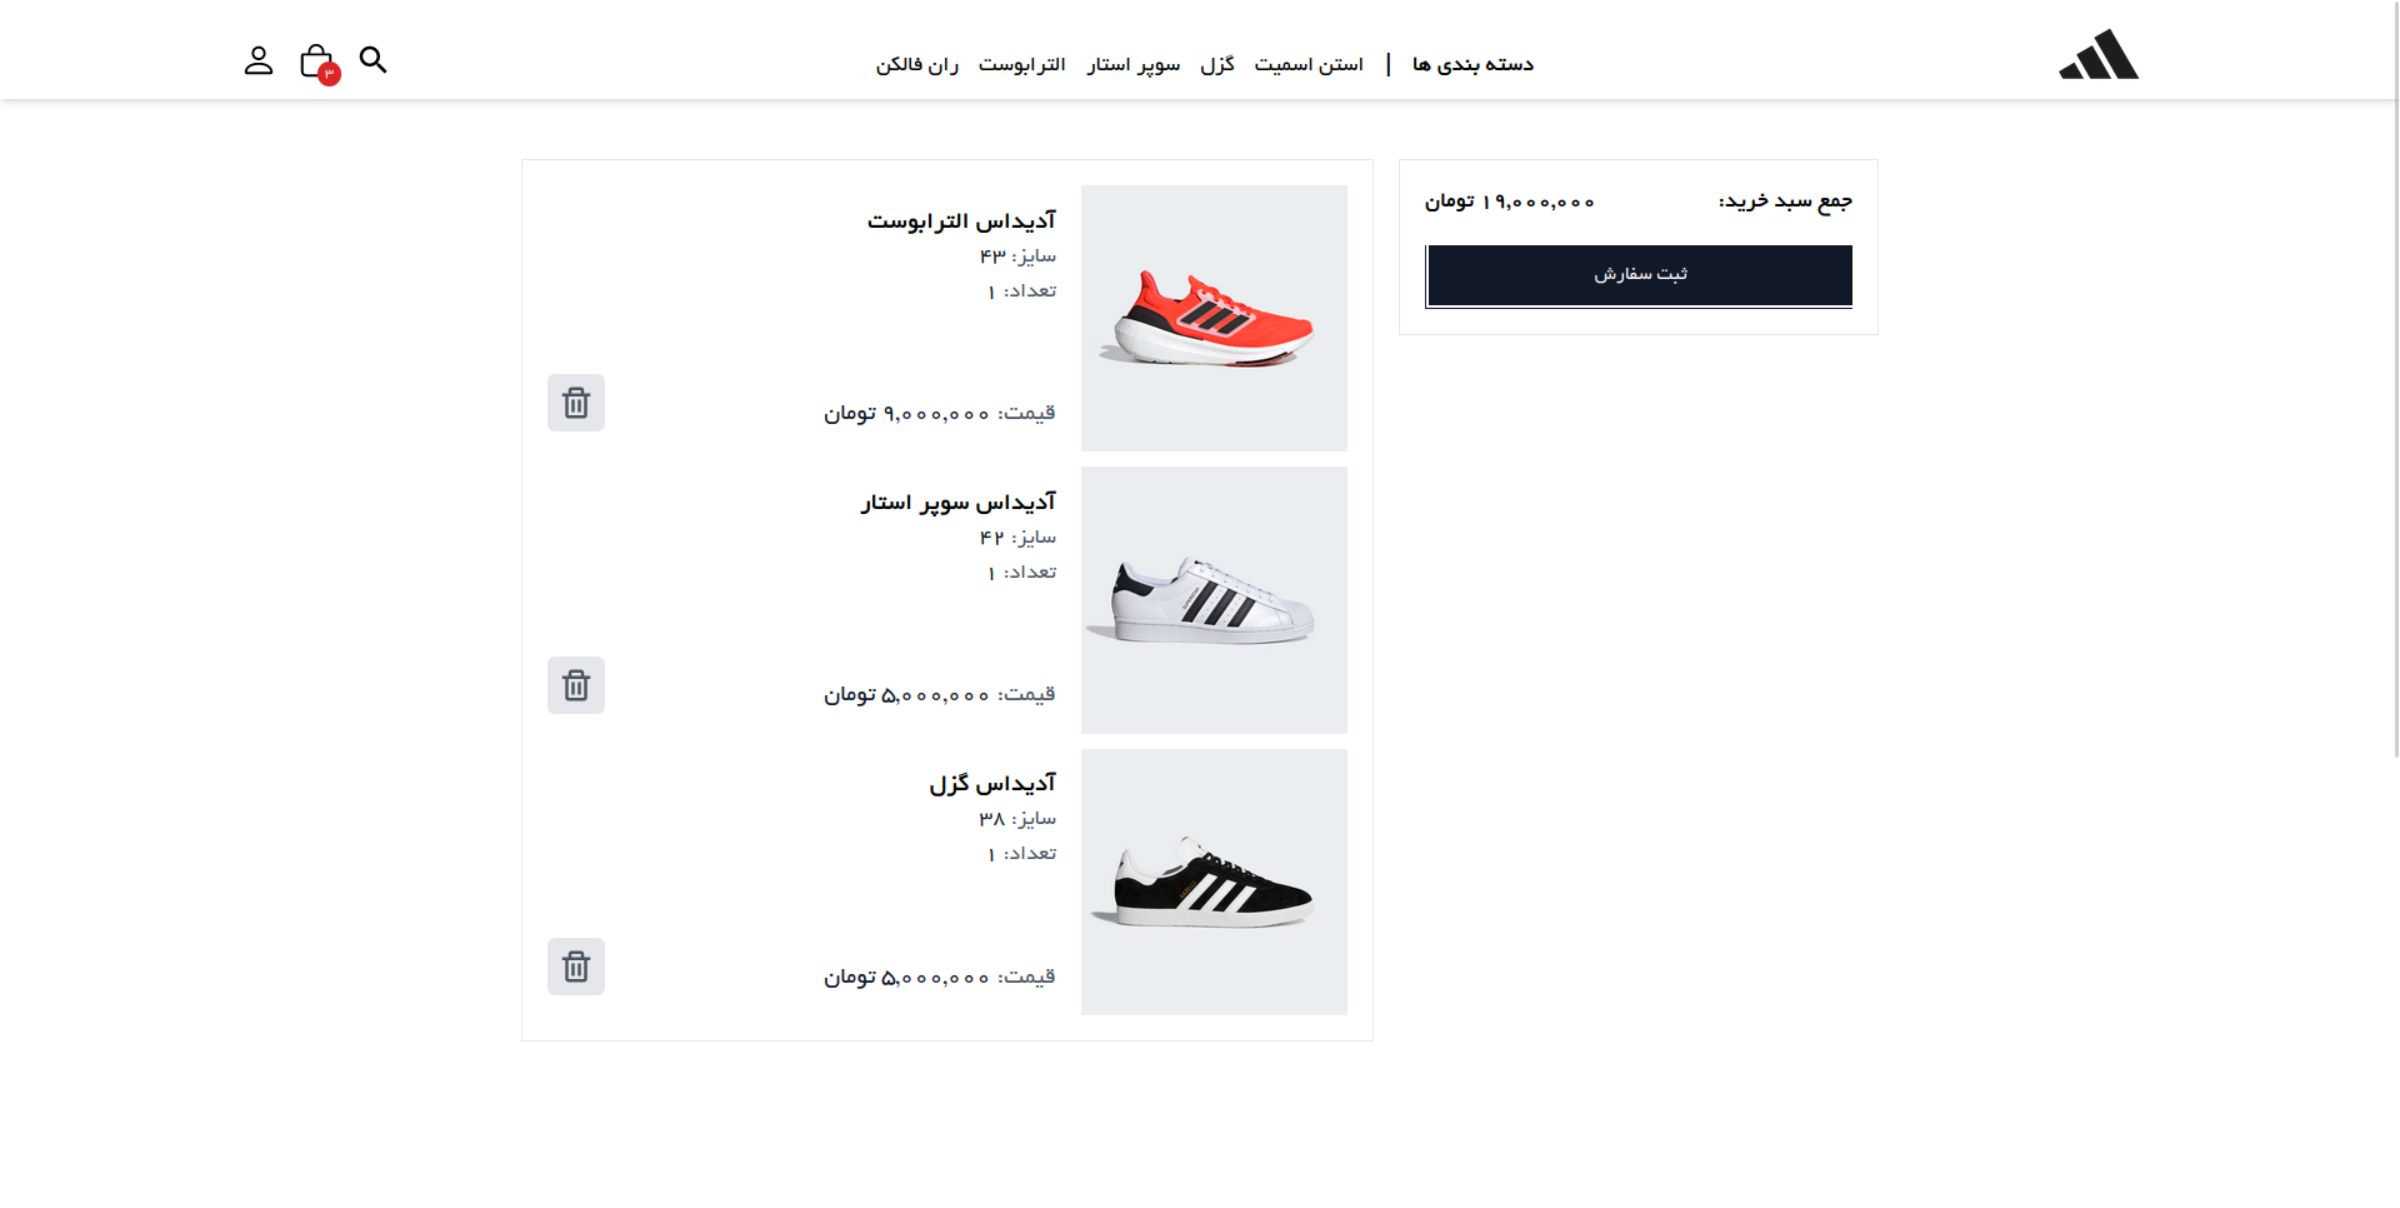 دسته بندی ها | استن اسمیت گزل سوپر استار الترابوست ران فالکن
۳
جمع سبد خرید: ۱۹,۰۰۰,۰۰۰ تومان
ثبت سفارش
آدیداس الترابوست
سایز: ۴۳
تعداد: ۱
قیمت: ۹,۰۰۰,۰۰۰ تومان
آدیداس سوپر استار
سایز: ۴۲
تعداد: ۱
قیمت: ۵,۰۰۰,۰۰۰ تومان
آدیداس گزل
سایز: ۳۸
تعداد: ۱
قیمت: ۵,۰۰۰,۰۰۰ تومان